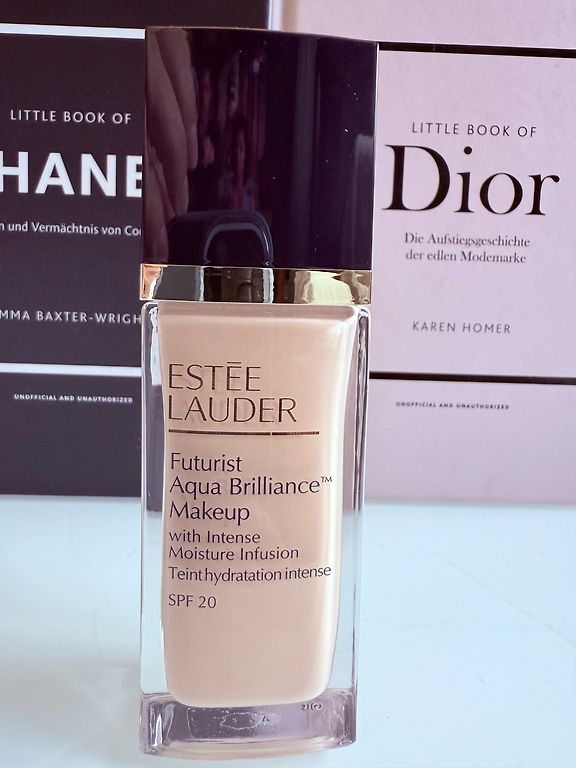 LITTLE BOOK OF
HANE
n und Vermächtnis von Co
MMA BAXTER-WRIGH
UNOFFICIAL AND UNAUTHORIZED
LITTLE BOOK OF
Dior
Die Aufstiegsgeschichte
der edlen Modemarke
KAREN HOMER
UNOFFICIAL AND UNAUTHORIZED
ESTĒE
LAUDER
Futurist
Aqua Brilliance™
Makeup
with Intense
Moisture Infusion
Teint hydratation intense
SPF 20